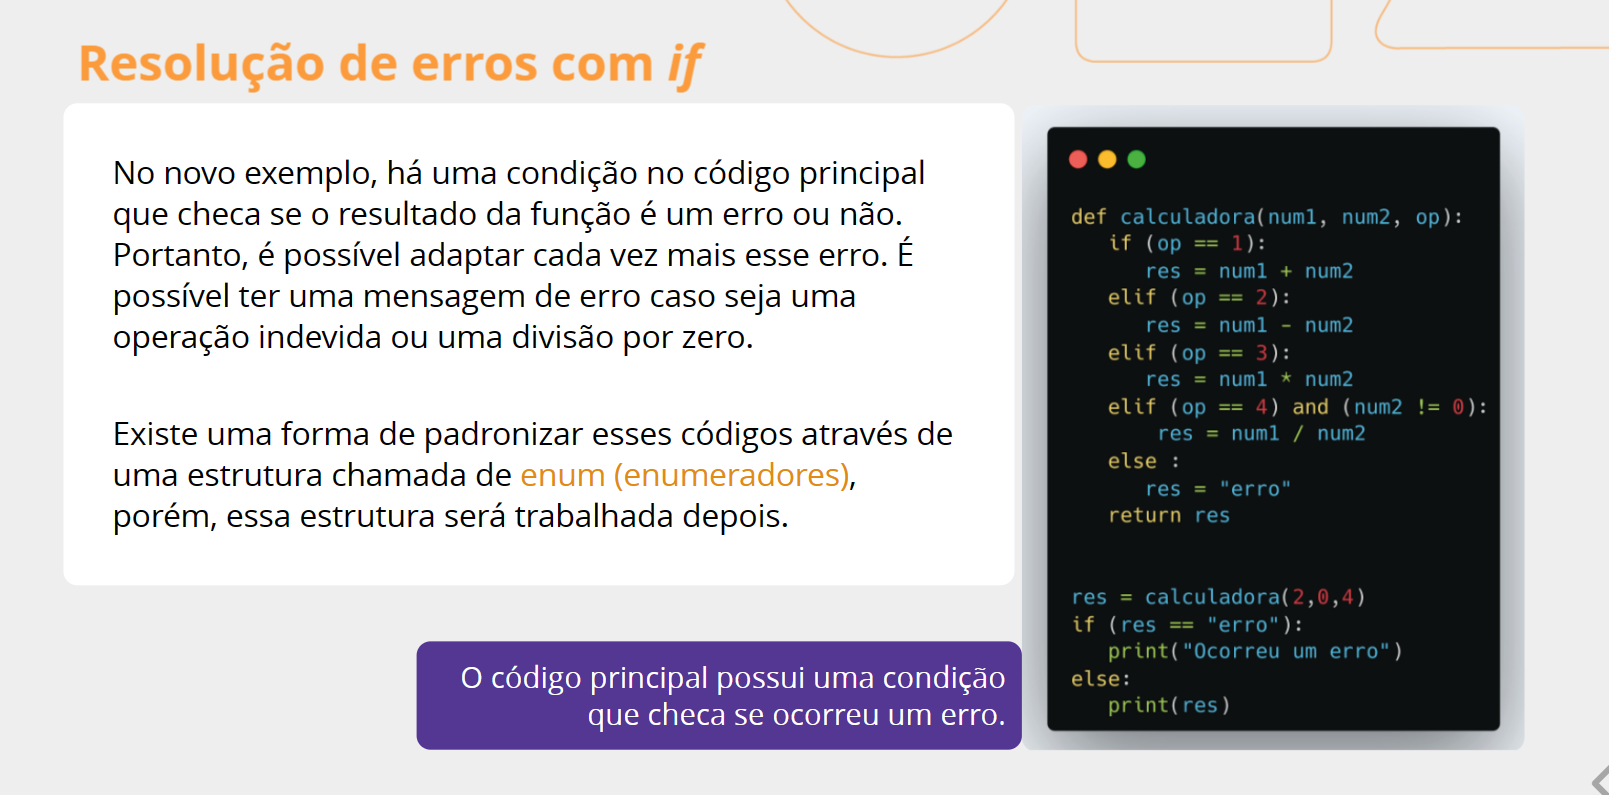 Resolução de erros com if
No novo exemplo, há uma condição no código principal
que checa se o resultado da função é um erro ou não.
Portanto, é possível adaptar cada vez mais esse erro. É
possível ter uma mensagem de erro caso seja uma
operação indevida ou uma divisão por zero.
Existe uma forma de padronizar esses códigos através de
uma estrutura chamada de enum (enumeradores),
porém, essa estrutura será trabalhada depois.
O código principal possui uma condição
que checa se ocorreu um erro.
def calculadora(num1, num2, op):
   if (op == 1):
      res = num1 + num2
   elif (op == 2):
      res = num1 - num2
   elif (op == 3):
      res = num1 * num2
   elif (op == 4) and (num2 != 0):
       res = num1 / num2
   else :
      res = "erro"
   return res
res = calculadora(2,0,4)
if (res == "erro"):
   print("Ocorreu um erro")
else:
   print(res)